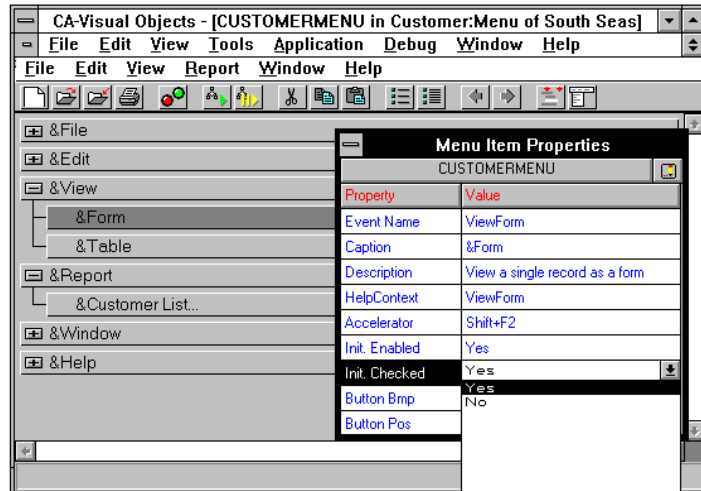 CA-Visual Objects - [CUSTOMERMENU in Customer:Menu of South Seas]
File Edit View Tools Application Debug Window Help
File Edit View Report Window Help
&File
&Edit
&View
&Form
&Table
&Report
&Customer List...
&Window
&Help
Menu Item Properties
CUSTOMERMENU
Property Value
Event Name ViewForm
Caption &Form
Description View a single record as a form
HelpContext ViewForm
Accelerator Shift+F2
Init. Enabled Yes
Init. Checked Yes
Button Bmp Yes
No
Button Pos